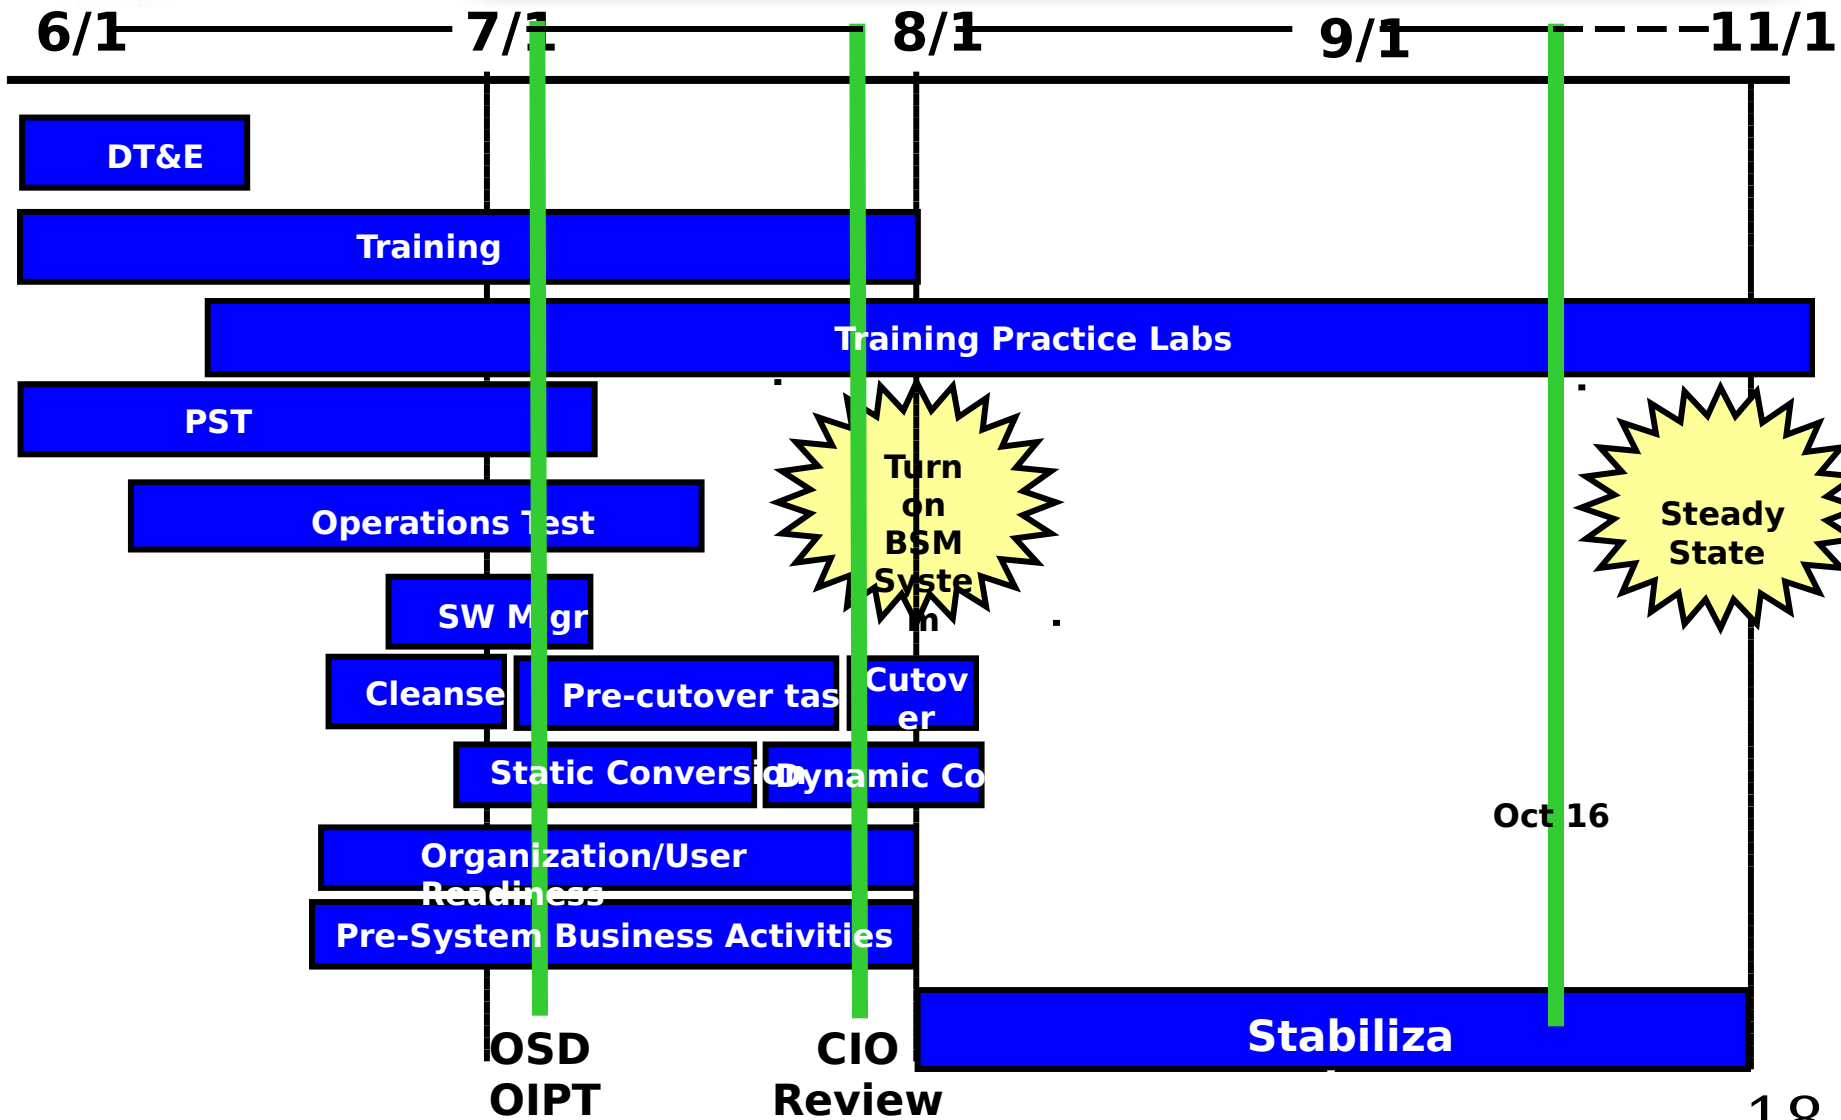 6/1 7/1 8/1 9/1 11/1
DT&E
Training
Training Practice Labs
PST
Operations Test
Turn
on
BSM
Syste
m
Steady
State
SW Mgr
Cleanse
Pre-cutover tas
Cutov
er
Static Conversion
Dynamic Co
Oct 16
Organization/User
Readiness
Pre-System Business Activities
Stabiliza
OSD
OIPT
CIO
Review
18